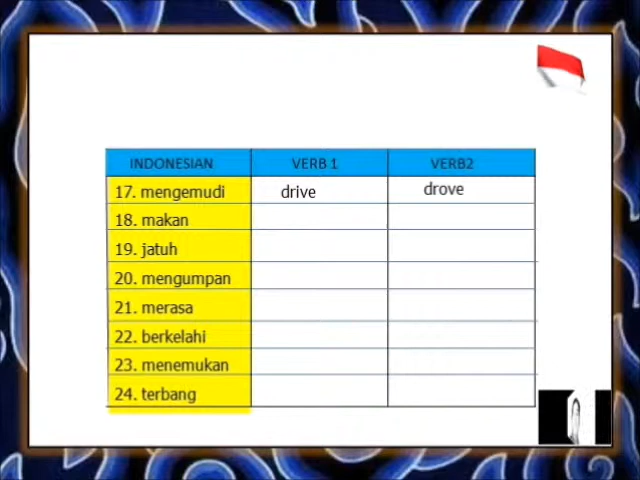 INDONESIAN VERB 1 VERB2
17. mengemudi drive drove
18. makan
19. jatuh
20. mengumpan
21. merasa
22. berkelahi
23. menemukan
24. terbang